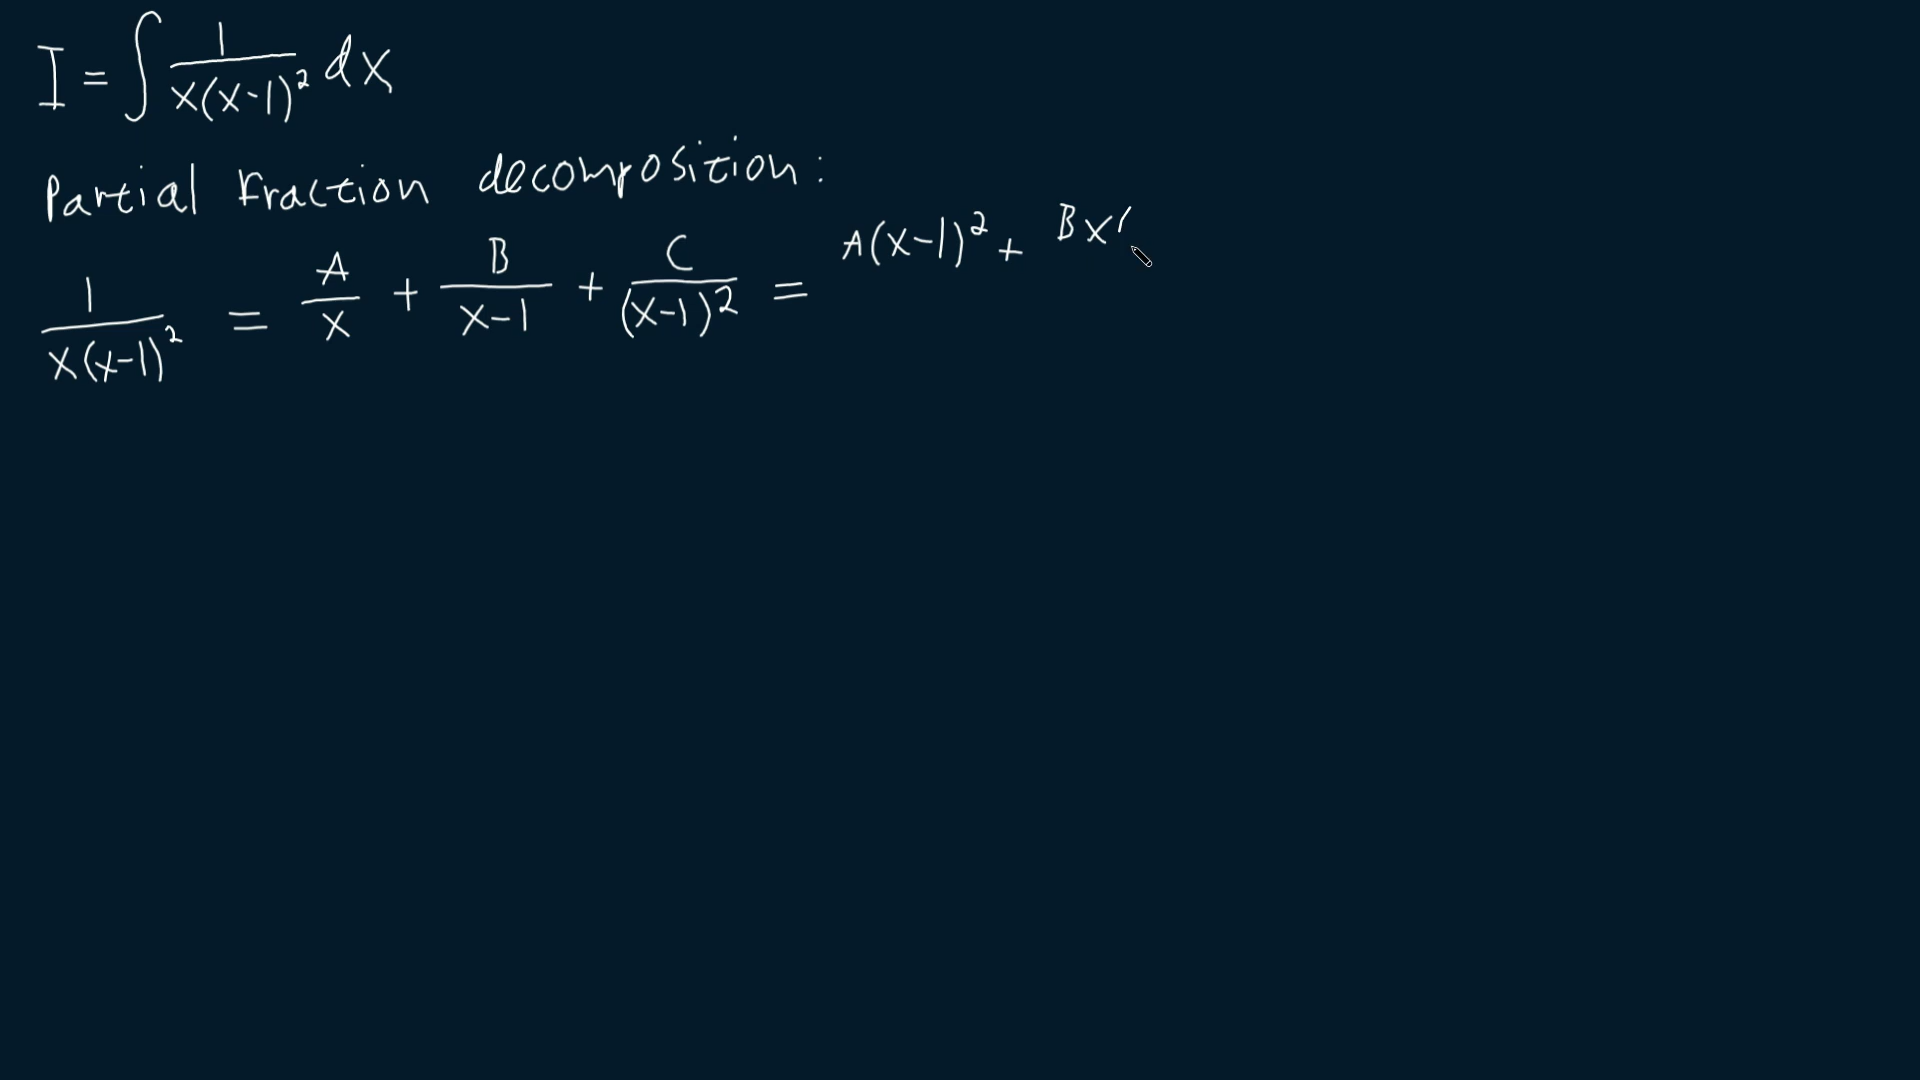 I = ∫ 1/(x(x-1)²) dx
Partial Fraction decomposition:
1/(x(x-1)²) = A/x + B/(x-1) + C/(x-1)² = A(x-1)² + Bx(